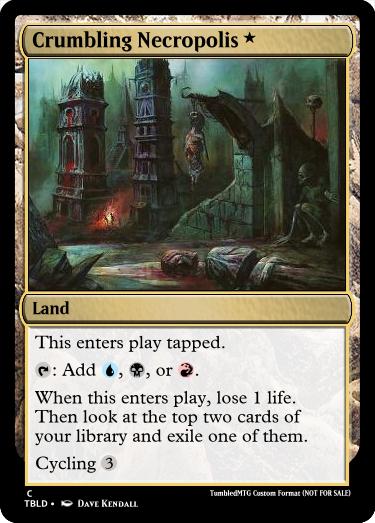 Crumbling Necropolis ★
Land
This enters play tapped.
: Add , , or .
When this enters play, lose 1 life.
Then look at the top two cards of
your library and exile one of them.
Cycling 3
C
TBLD • Dave Kendall
TumbledMTG Custom Format (NOT FOR SALE)